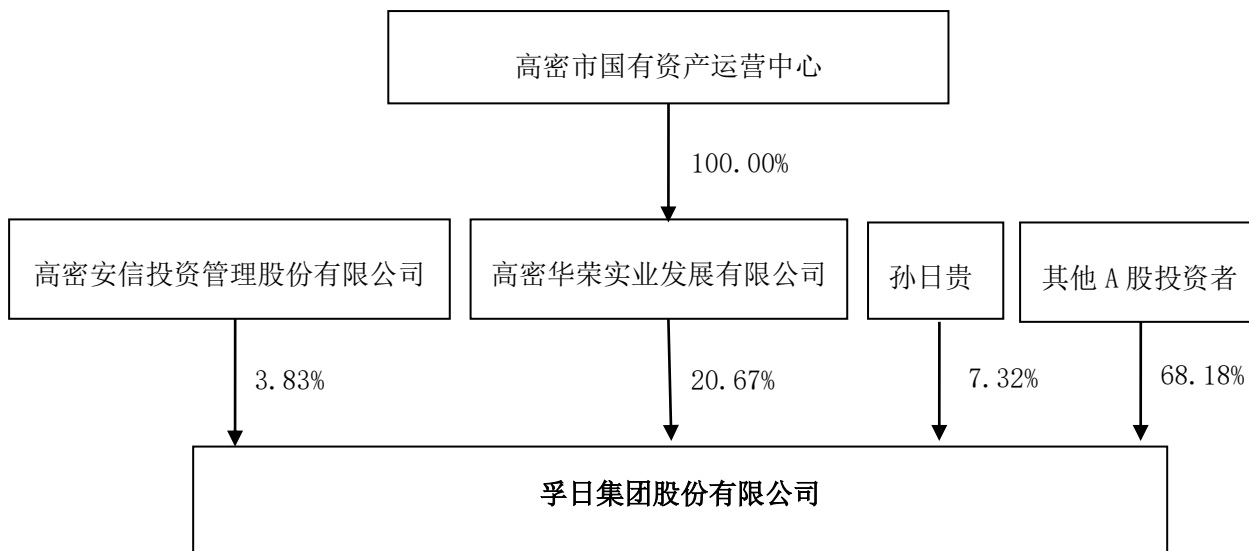 高密市国有资产运营中心
100.00%
高密安信投资管理股份有限公司
高密华荣实业发展有限公司
孙日贵
其他 A 股投资者
3.83%
20.67%
7.32%
68.18%
孚日集团股份有限公司